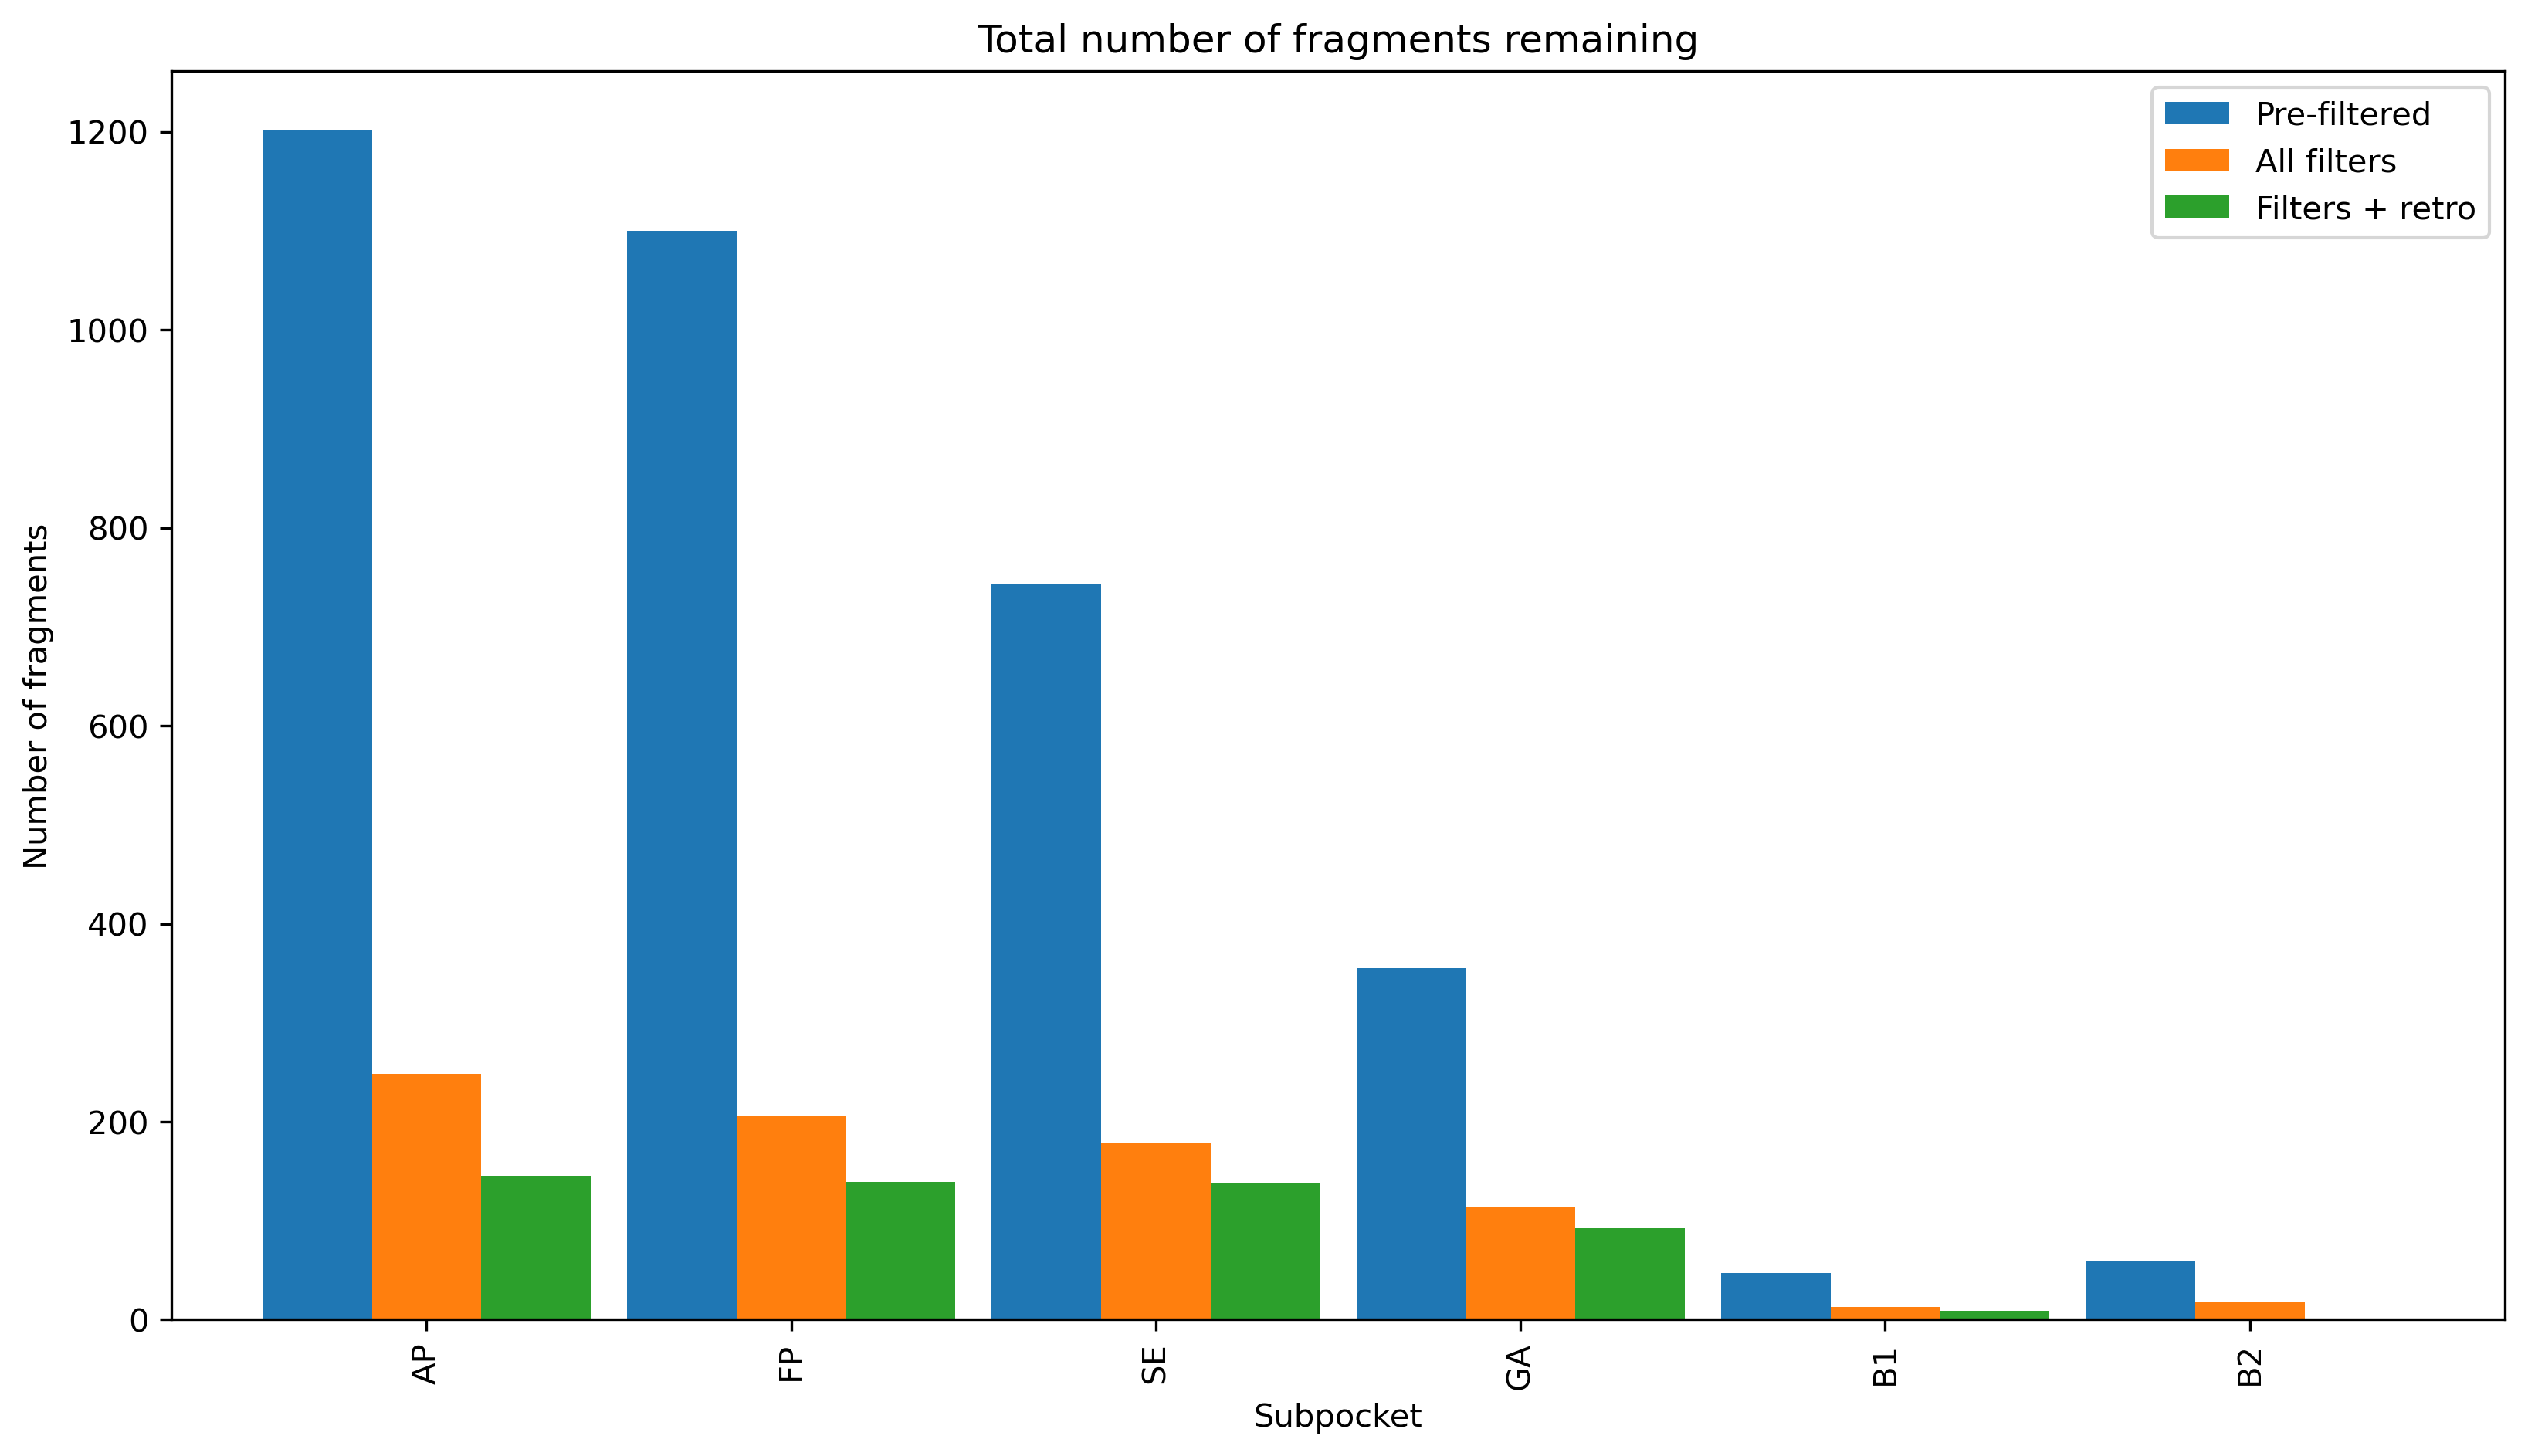 Total number of fragments remaining
Pre-filtered
All filters
Filters + retro
Number of fragments
1200
1000
800
600
400
200
0
AP
FP
SE
GA
B1
B2
Subpocket